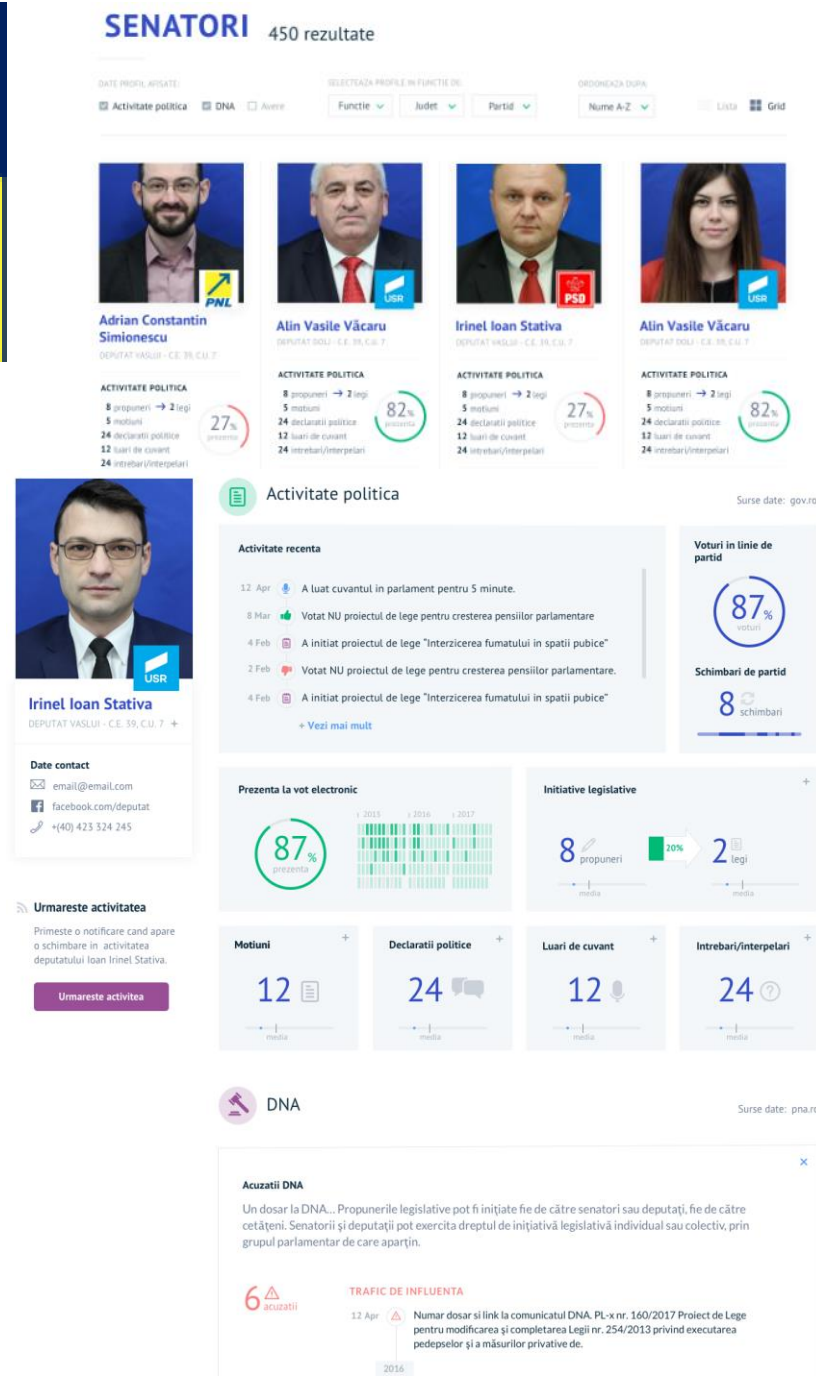 SENATORI 450 rezultate
DATE PROFIL AFISATE:
Activitate politica DNA Avere
SELECTEAZA PROFILE IN FUNCTIE DE:
Functie Judet Partid
ORDONEAZA DUPA:
Nume A-Z
Lista Grid
PNL
Adrian Constantin
Simionescu
DEPUTAT VASLUI - C.E. 39, C.U. 7
ACTIVITATE POLITICA
8 propuneri → 2 legi
5 motiuni
24 declaratii politice
12 luari de cuvant
24 intrebari/interpelari
27%
prezenta
USR
Alin Vasile Văcaru
DEPUTAT DOLJ - C.E. 39, C.U. 7
ACTIVITATE POLITICA
8 propuneri → 2 legi
5 motiuni
24 declaratii politice
12 luari de cuvant
24 intrebari/interpelari
82%
prezenta
PSD
Irinel Ioan Stativa
DEPUTAT VASLUI - C.E. 39, C.U. 7
ACTIVITATE POLITICA
8 propuneri → 2 legi
5 motiuni
24 declaratii politice
12 luari de cuvant
24 intrebari/interpelari
27%
prezenta
USR
Alin Vasile Văcaru
DEPUTAT DOLJ - C.E. 39, C.U. 7
ACTIVITATE POLITICA
8 propuneri → 2 legi
5 motiuni
24 declaratii politice
12 luari de cuvant
24 intrebari/interpelari
82%
prezenta
USR
Irinel Ioan Stativa
DEPUTAT VASLUI - C.E. 39, C.U. 7 +
Date contact
email@email.com
facebook.com/deputat
+(40) 423 324 245
Urmareste activitatea
Primeste o notificare cand apare
o schimbare in activitatea
deputatului Ioan Irinel Stativa.
Urmareste activitea
Activitate politica
Surse date: gov.ro
Activitate recenta
12 Apr A luat cuvantul in parlament pentru 5 minute.
8 Mar Votat NU proiectul de lege pentru cresterea pensiilor parlamentare
4 Feb A initiat proiectul de lege "Interzicerea fumatului in spatii pubice"
2 Feb Votat NU proiectul de lege pentru cresterea pensiilor parlamentare.
4 Feb A initiat proiectul de lege "Interzicerea fumatului in spatii pubice"
+ Vezi mai mult
Voturi in linie de
partid
87%
voturi
Schimbari de partid
8 schimbari
Prezenta la vot electronic
87%
prezenta
2015 2016 2017
Initiative legislative +
8 propuneri 20% 2 legi
media media
Motiuni +
12
media
Declaratii politice +
24
media
Luari de cuvant +
12
media
Intrebari/interpelari +
24
media
DNA
Surse date: pna.ro
Acuzatii DNA
Un dosar la DNA... Propunerile legislative pot fi iniţiate fie de către senatori sau deputaţi, fie de către
cetăţeni. Senatorii şi deputaţii pot exercita dreptul de iniţiativă legislativă individual sau colectiv, prin
grupul parlamentar de care aparţin.
6 acuzatii
TRAFIC DE INFLUENTA
12 Apr Numar dosar si link la comunicatul DNA. PL-x nr. 160/2017 Proiect de Lege
pentru modificarea şi completarea Legii nr. 254/2013 privind executarea
pedepselor şi a măsurilor privative de.
2016